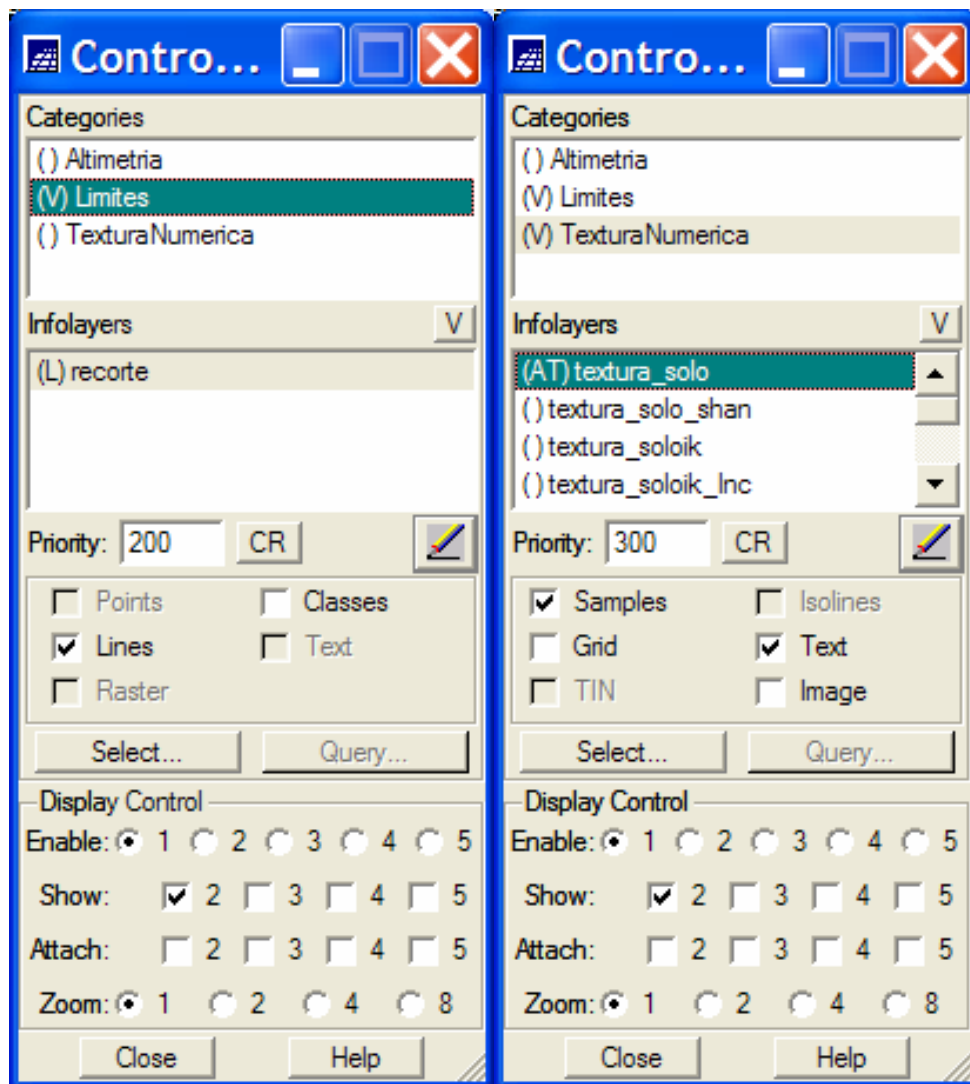 Contro...
Categories
( ) Altimetria
(V) Limites
( ) TexturaNumerica
Infolayers V
(L) recorte
Priority: 200 CR
Points Classes
Lines Text
Raster
Select... Query...
Display Control
Enable: 1 2 3 4 5
Show: 2 3 4 5
Attach: 2 3 4 5
Zoom: 1 2 4 8
Close Help
Contro...
Categories
( ) Altimetria
(V) Limites
(V) TexturaNumerica
Infolayers V
(AT) textura_solo
( ) textura_solo_shan
( ) textura_soloik
( ) textura_soloik_Inc
Priority: 300 CR
Samples Isolines
Grid Text
TIN Image
Select... Query...
Display Control
Enable: 1 2 3 4 5
Show: 2 3 4 5
Attach: 2 3 4 5
Zoom: 1 2 4 8
Close Help